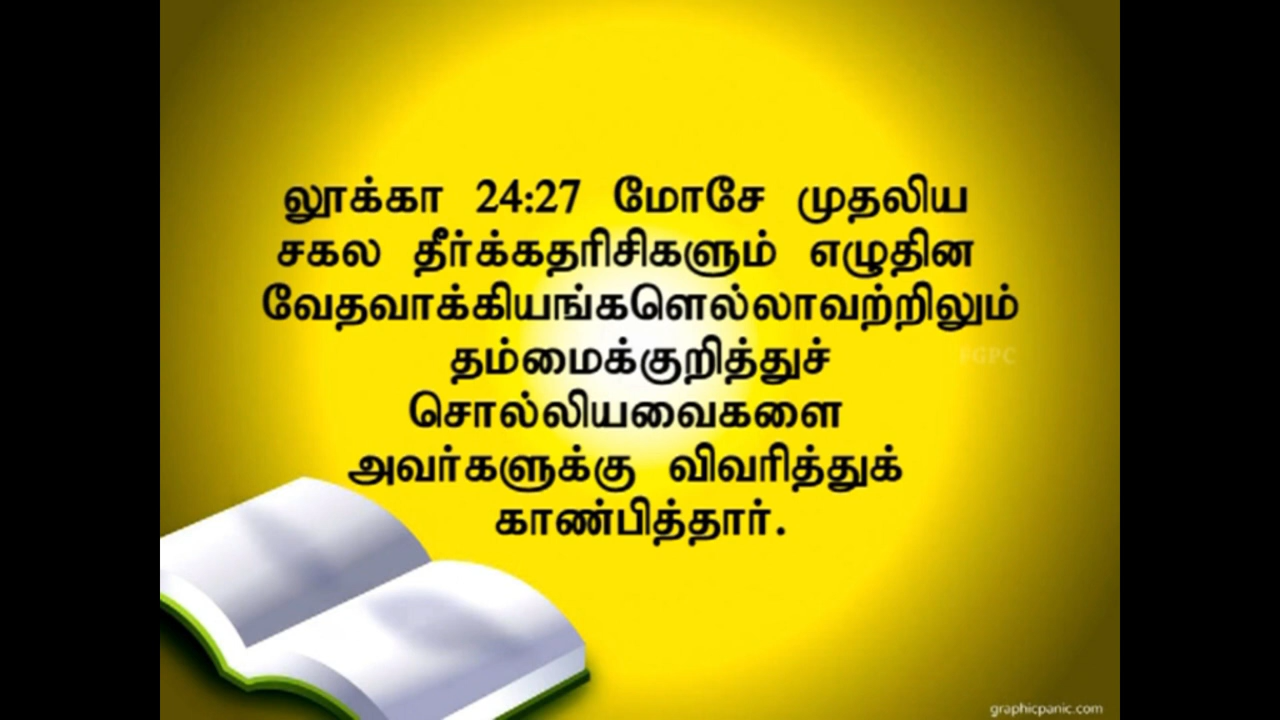 லூக்கா 24:27 மோசே முதலிய
சகல தீர்க்கதரிசிகளும் எழுதின
வேதவாக்கியங்களெல்லாவற்றிலும்
தம்மைக்குறித்துச்
சொல்லியவைகளை
அவர்களுக்கு விவரித்துக்
காண்பித்தார்.
FGPC
graphicpanic.com